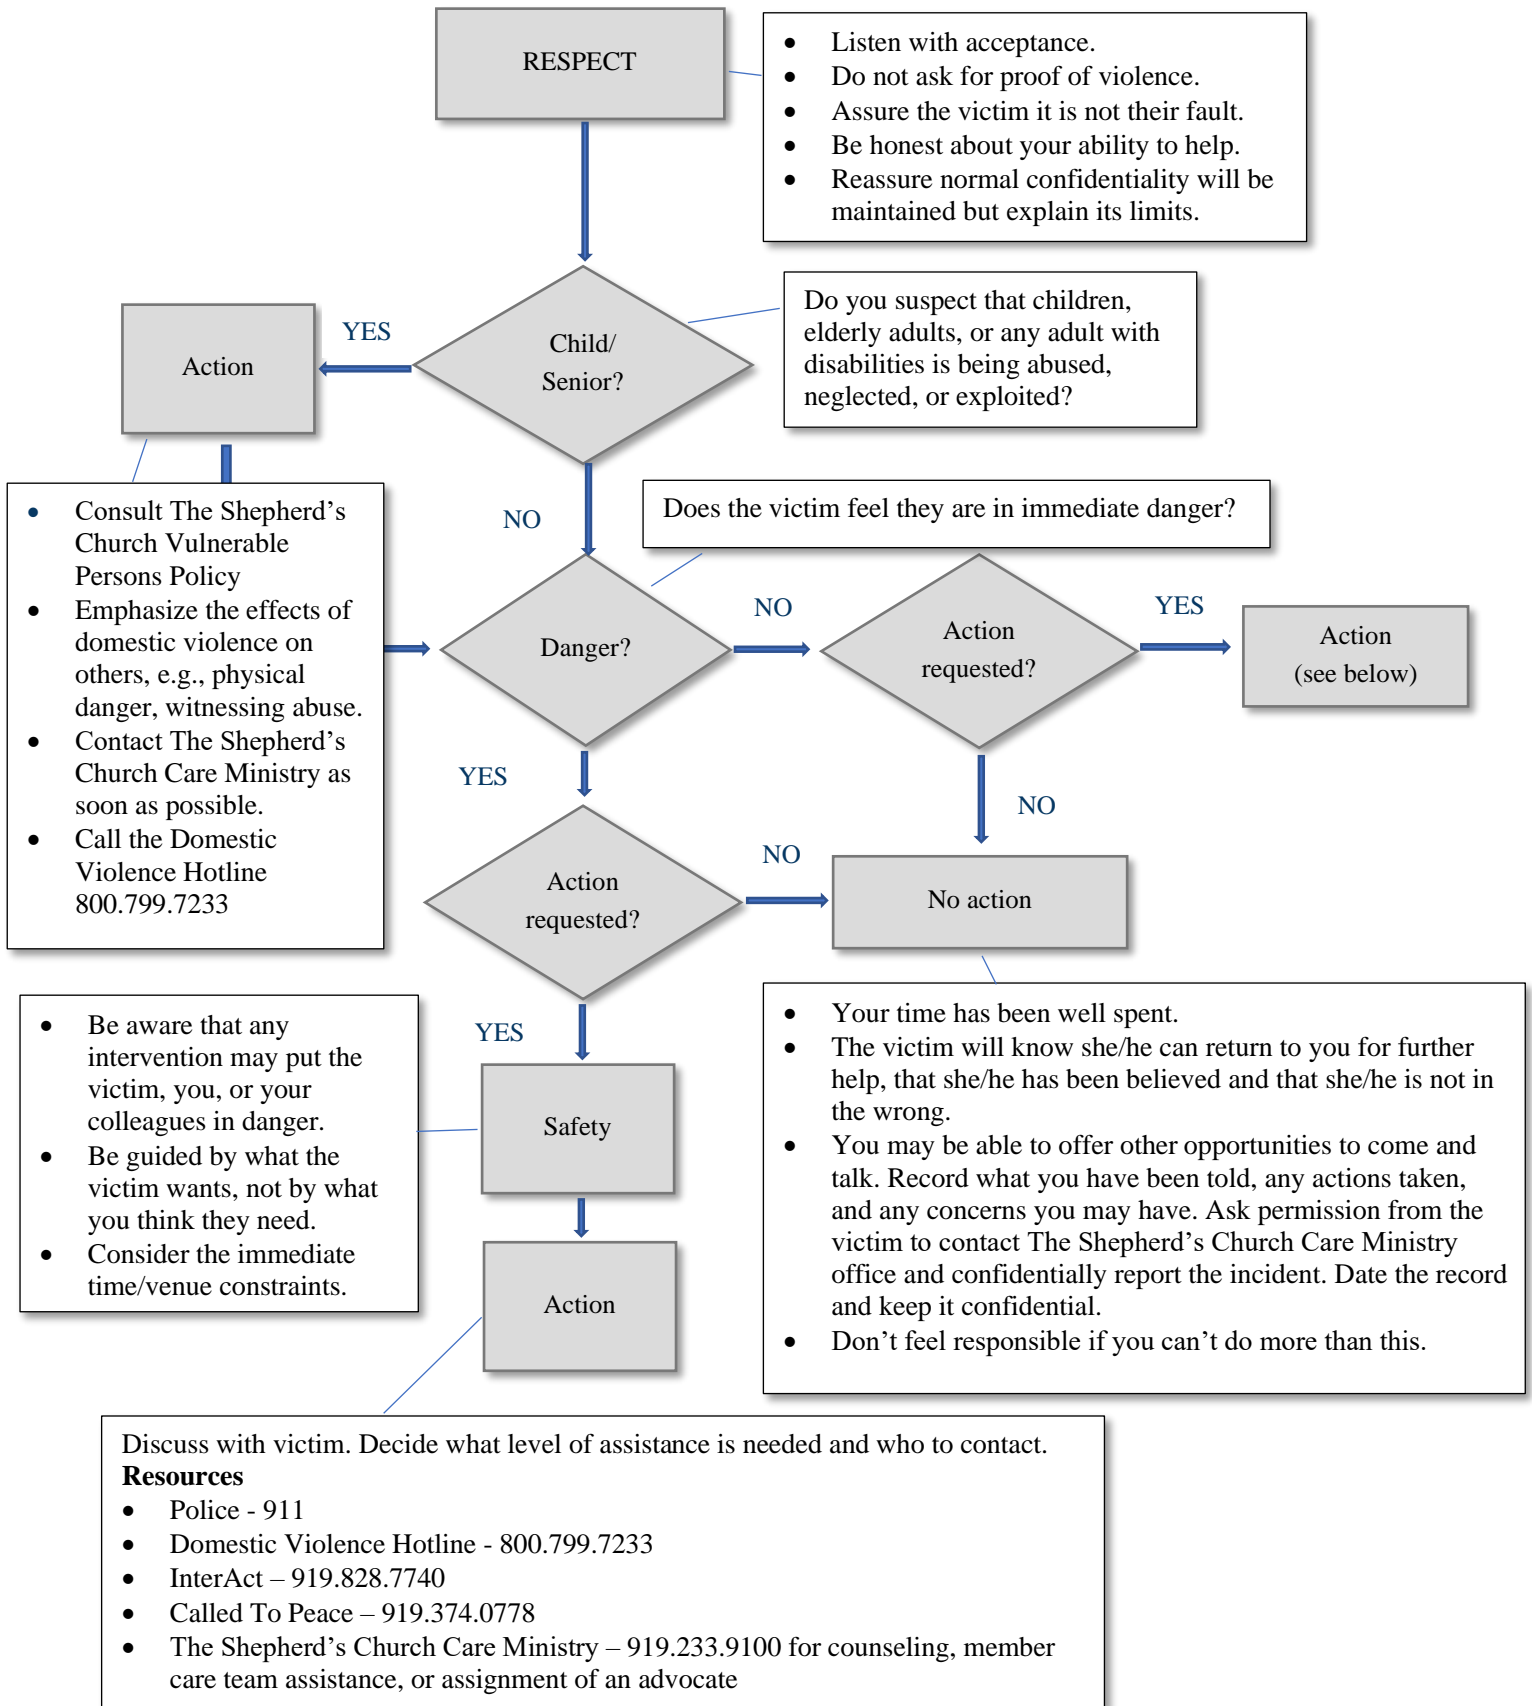 RESPECT
• Listen with acceptance.
• Do not ask for proof of violence.
• Assure the victim it is not their fault.
• Be honest about your ability to help.
• Reassure normal confidentiality will be
maintained but explain its limits.
Child/
Senior?
Do you suspect that children,
elderly adults, or any adult with
disabilities is being abused,
neglected, or exploited?
YES
Action
• Consult The Shepherd’s
Church Vulnerable
Persons Policy
• Emphasize the effects of
domestic violence on
others, e.g., physical
danger, witnessing abuse.
• Contact The Shepherd’s
Church Care Ministry as
soon as possible.
• Call the Domestic
Violence Hotline
800.799.7233
NO
Does the victim feel they are in immediate danger?
Danger?
NO
Action
requested?
YES
Action
(see below)
YES
NO
Action
requested?
NO
No action
• Your time has been well spent.
• The victim will know she/he can return to you for further
help, that she/he has been believed and that she/he is not in
the wrong.
• You may be able to offer other opportunities to come and
talk. Record what you have been told, any actions taken,
and any concerns you may have. Ask permission from the
victim to contact The Shepherd’s Church Care Ministry
office and confidentially report the incident. Date the record
and keep it confidential.
• Don’t feel responsible if you can’t do more than this.
YES
Safety
• Be aware that any
intervention may put the
victim, you, or your
colleagues in danger.
• Be guided by what the
victim wants, not by what
you think they need.
• Consider the immediate
time/venue constraints.
Action
Discuss with victim. Decide what level of assistance is needed and who to contact.
Resources
• Police - 911
• Domestic Violence Hotline - 800.799.7233
• InterAct – 919.828.7740
• Called To Peace – 919.374.0778
• The Shepherd’s Church Care Ministry – 919.233.9100 for counseling, member
care team assistance, or assignment of an advocate